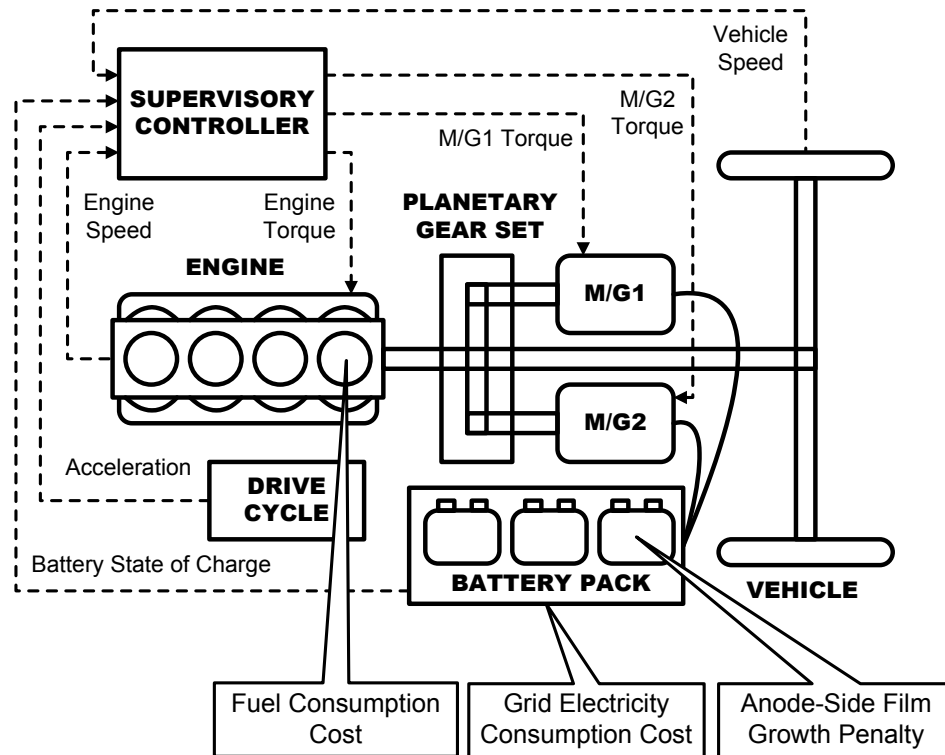 Vehicle
Speed
SUPERVISORY
CONTROLLER
M/G2
Torque
M/G1 Torque
Engine
Speed
Engine
Torque
PLANETARY
GEAR SET
ENGINE
M/G1
M/G2
Acceleration
DRIVE
CYCLE
Battery State of Charge
BATTERY PACK
VEHICLE
Fuel Consumption
Cost
Grid Electricity
Consumption Cost
Anode-Side Film
Growth Penalty